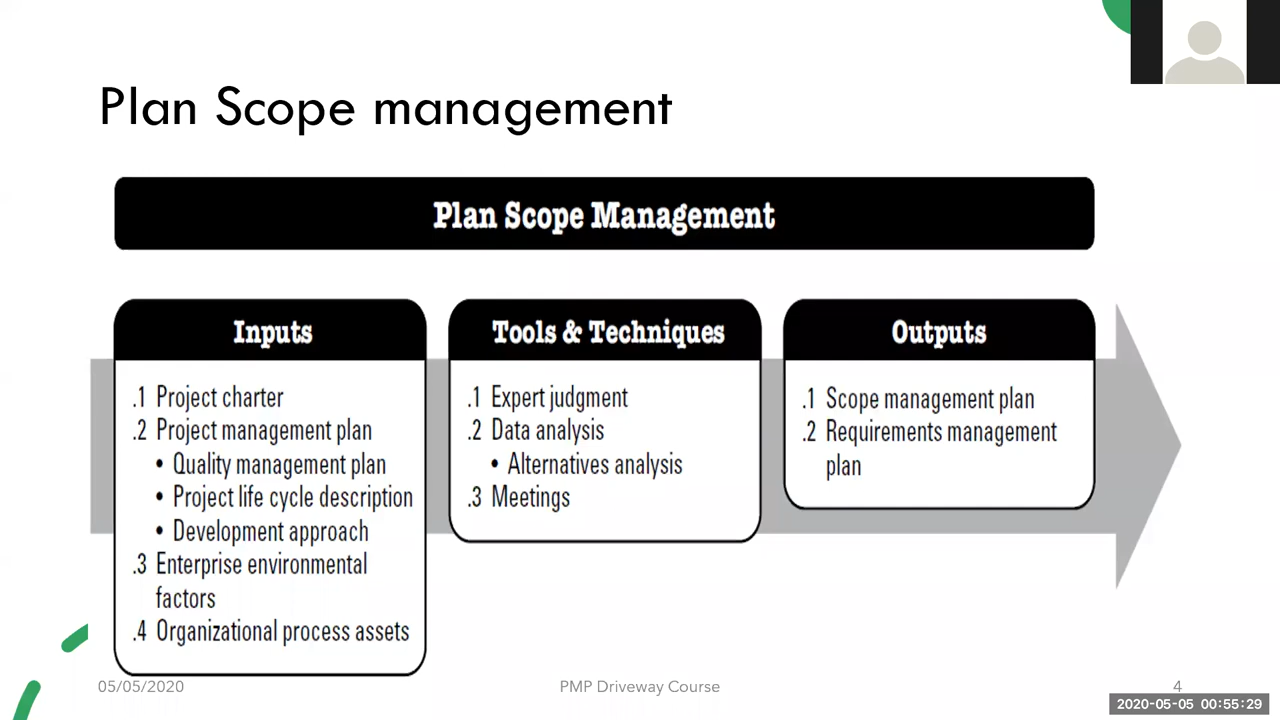 Plan Scope management
Plan Scope Management
Inputs
.1 Project charter
.2 Project management plan
• Quality management plan
• Project life cycle description
• Development approach
.3 Enterprise environmental
factors
.4 Organizational process assets
Tools & Techniques
.1 Expert judgment
.2 Data analysis
• Alternatives analysis
.3 Meetings
Outputs
.1 Scope management plan
.2 Requirements management
plan
05/05/2020
PMP Driveway Course
4
2020-05-05 00:55:29